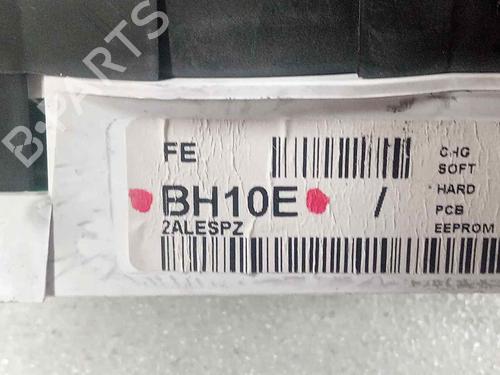 B-PARTS
FE
CHG
SOFT
BH10E /
HARD
PCB
2ALESPZ
EEPROM